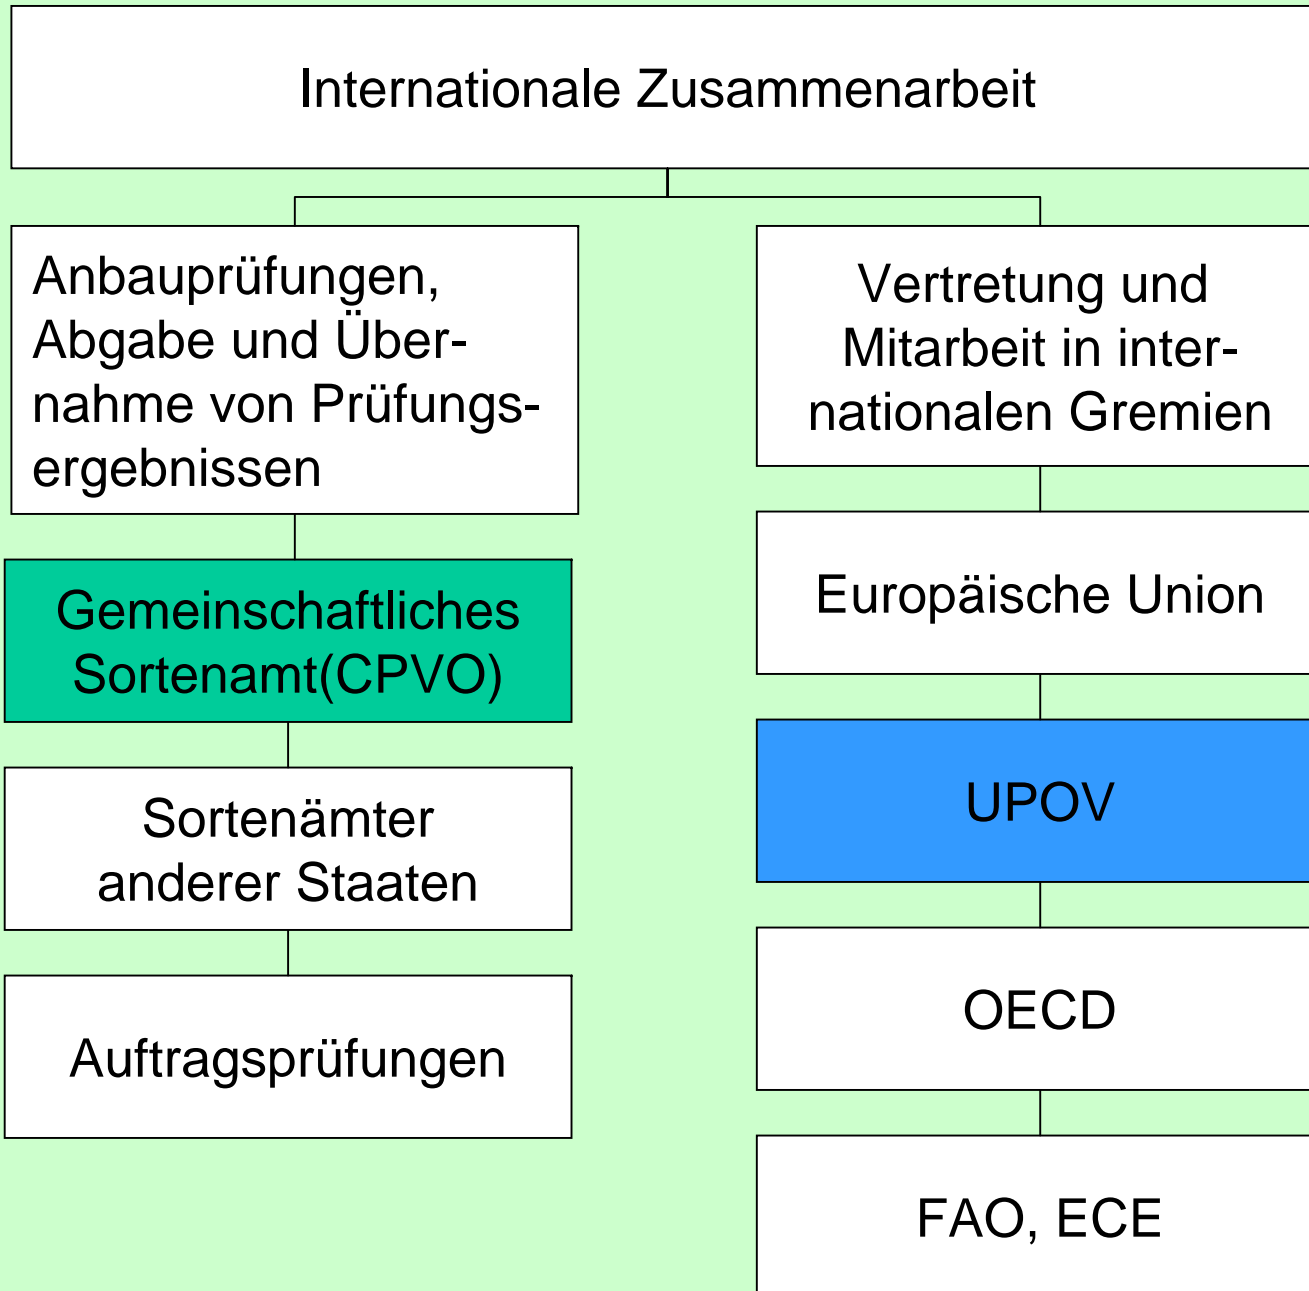 Internationale Zusammenarbeit
Anbauprüfungen,
Abgabe und Über-
nahme von Prüfungs-
ergebnissen
Gemeinschaftliches
Sortenamt(CPVO)
Sortenämter
anderer Staaten
Auftragsprüfungen
Vertretung und
Mitarbeit in inter-
nationalen Gremien
Europäische Union
UPOV
OECD
FAO, ECE